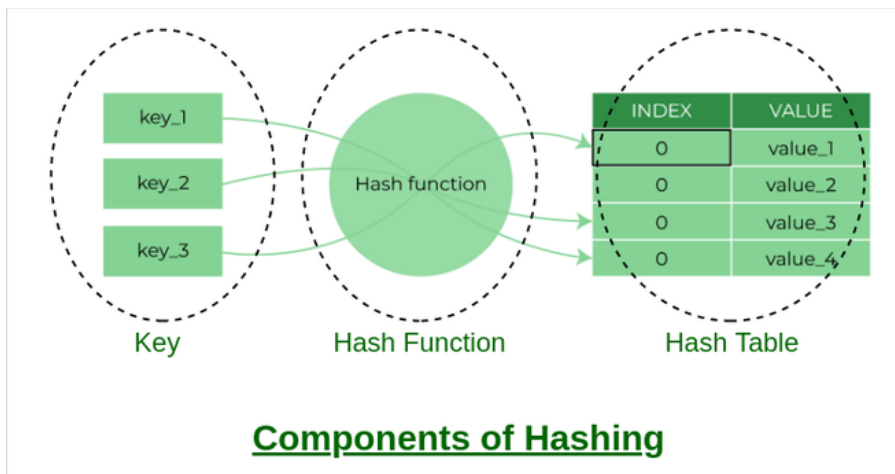 key_1
key_2
key_3
Hash function
INDEX VALUE
0 value_1
0 value_2
0 value_3
0 value_4
Key
Hash Function
Hash Table
Components of Hashing